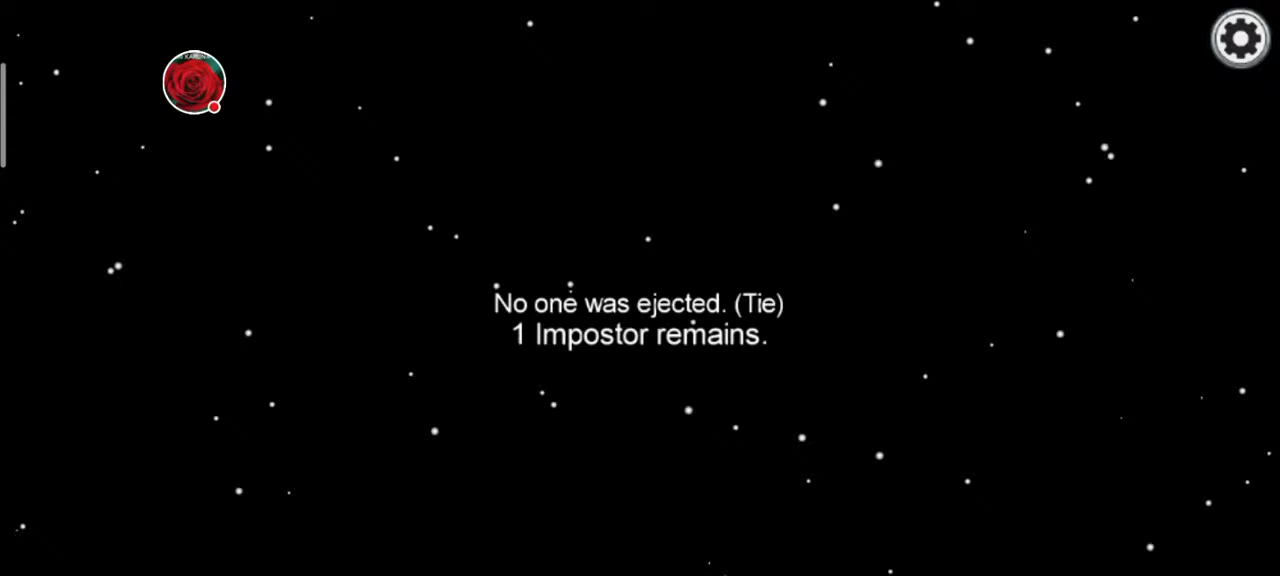 No one was ejected. (Tie)
1 Impostor remains.